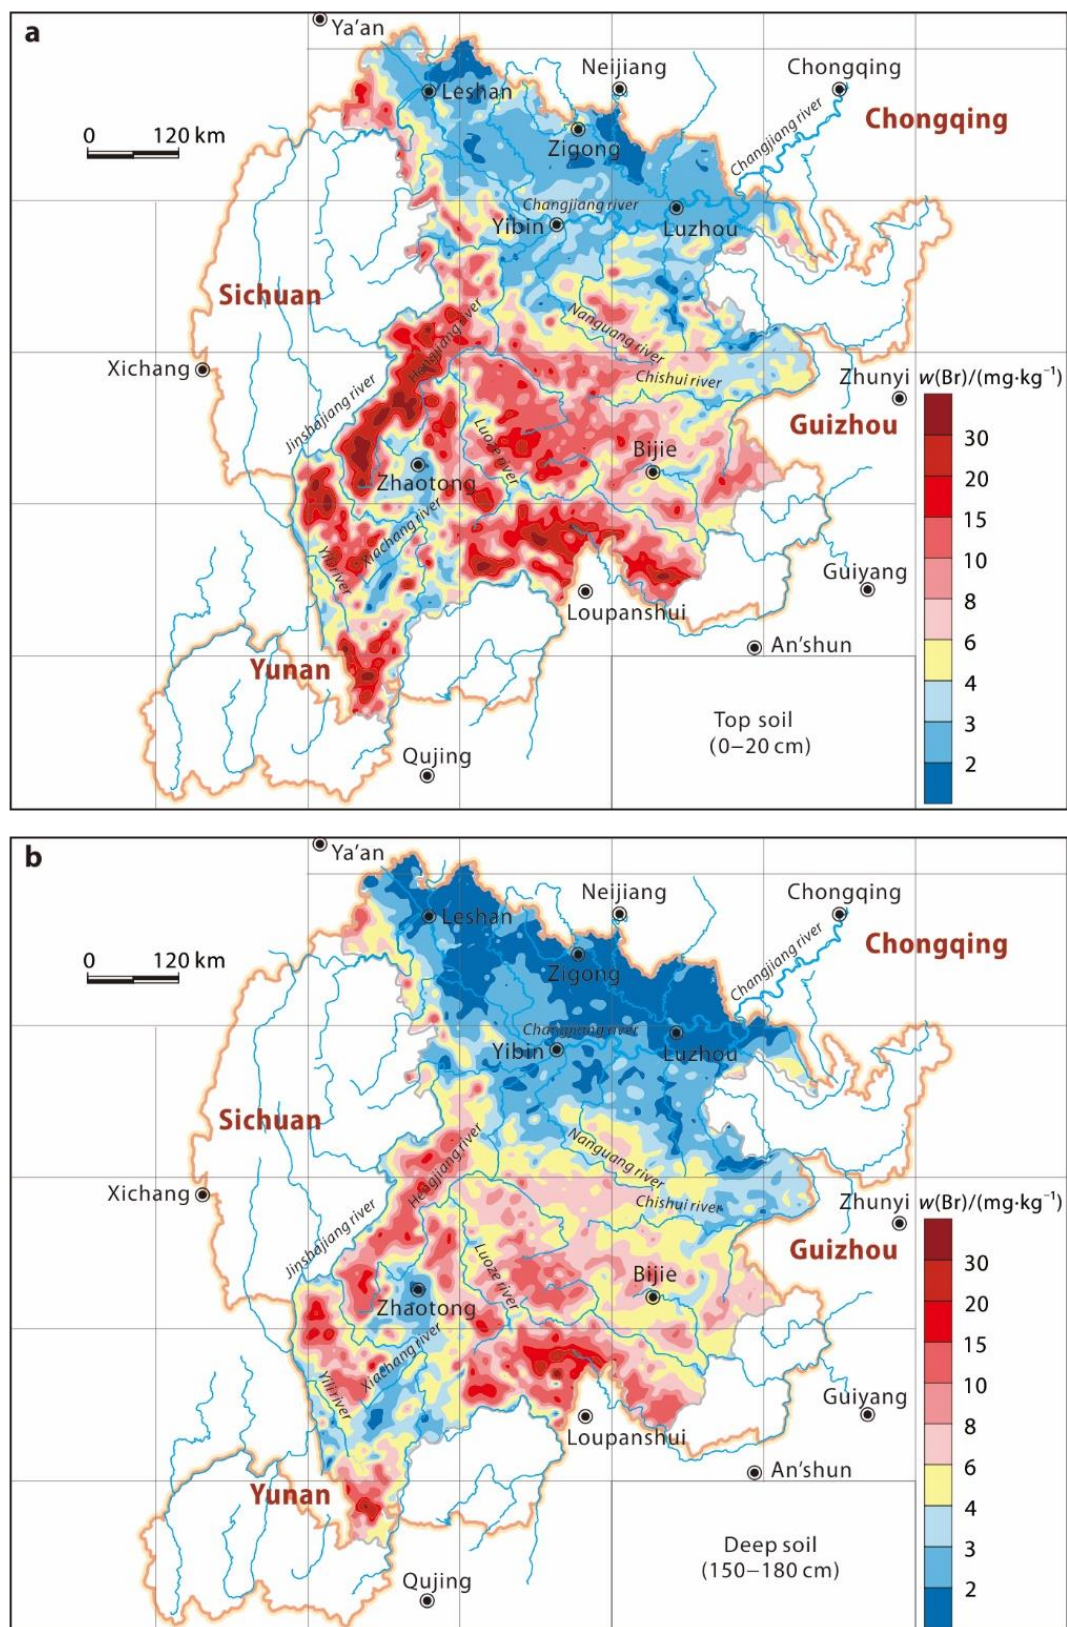 a
Ya'an
Neijiang
Chongqing
Leshan
Changjiang river
Chongqing
0 120 km
Zigong
Changjiang river
Yibin
Luzhou
Sichuan
Hengjiang river
Nanguang river
Xichang
Jinshajiang river
Chishui river
Zhunyi
w(Br)/(mg·kg⁻¹)
Guizhou
Luoze river
Bijie
Zhaotong
Xiachang river
Yili river
Guiyang
Loupanshui
An'shun
Yunan
Top soil
(0–20 cm)
Qujing
30
20
15
10
8
6
4
3
2
b
Ya'an
Neijiang
Chongqing
Leshan
Changjiang river
Chongqing
0 120 km
Zigong
Changjiang river
Yibin
Luzhou
Sichuan
Hengjiang river
Nanguang river
Xichang
Jinshajiang river
Chishui river
Zhunyi
w(Br)/(mg·kg⁻¹)
Guizhou
Luoze river
Bijie
Zhaotong
Xiachang river
Yili river
Guiyang
Loupanshui
An'shun
Yunan
Deep soil
(150–180 cm)
Qujing
30
20
15
10
8
6
4
3
2